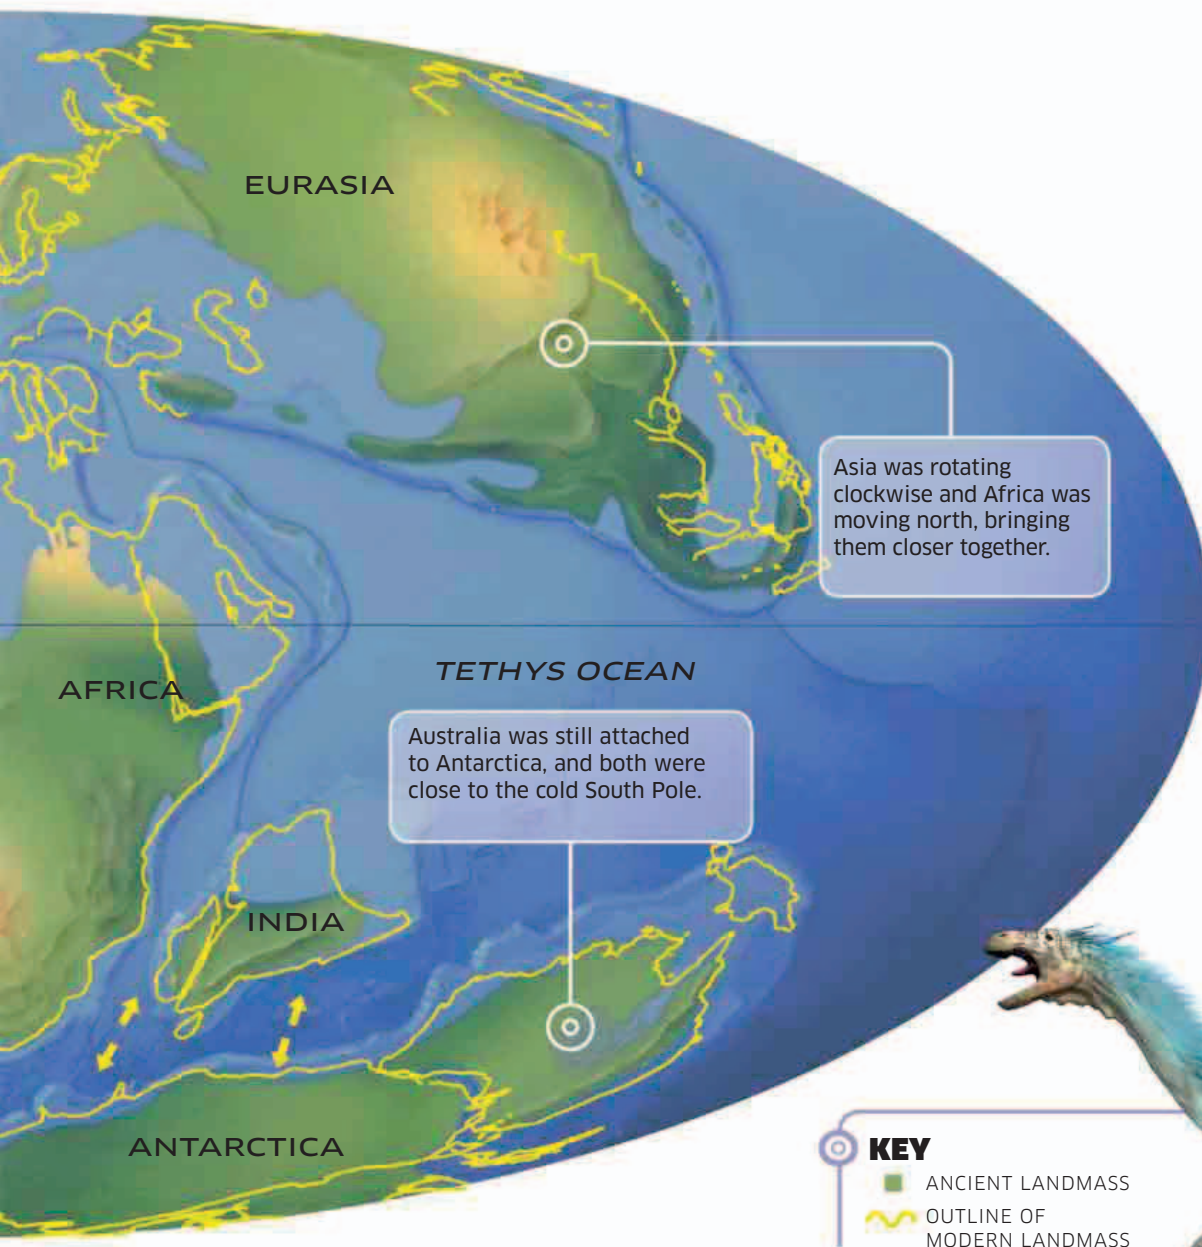 EURASIA
Asia was rotating
clockwise and Africa was
moving north, bringing
them closer together.
TETHYS OCEAN
AFRICA
Australia was still attached
to Antarctica, and both were
close to the cold South Pole.
INDIA
ANTARCTICA
KEY
ANCIENT LANDMASS
OUTLINE OF
MODERN LANDMASS